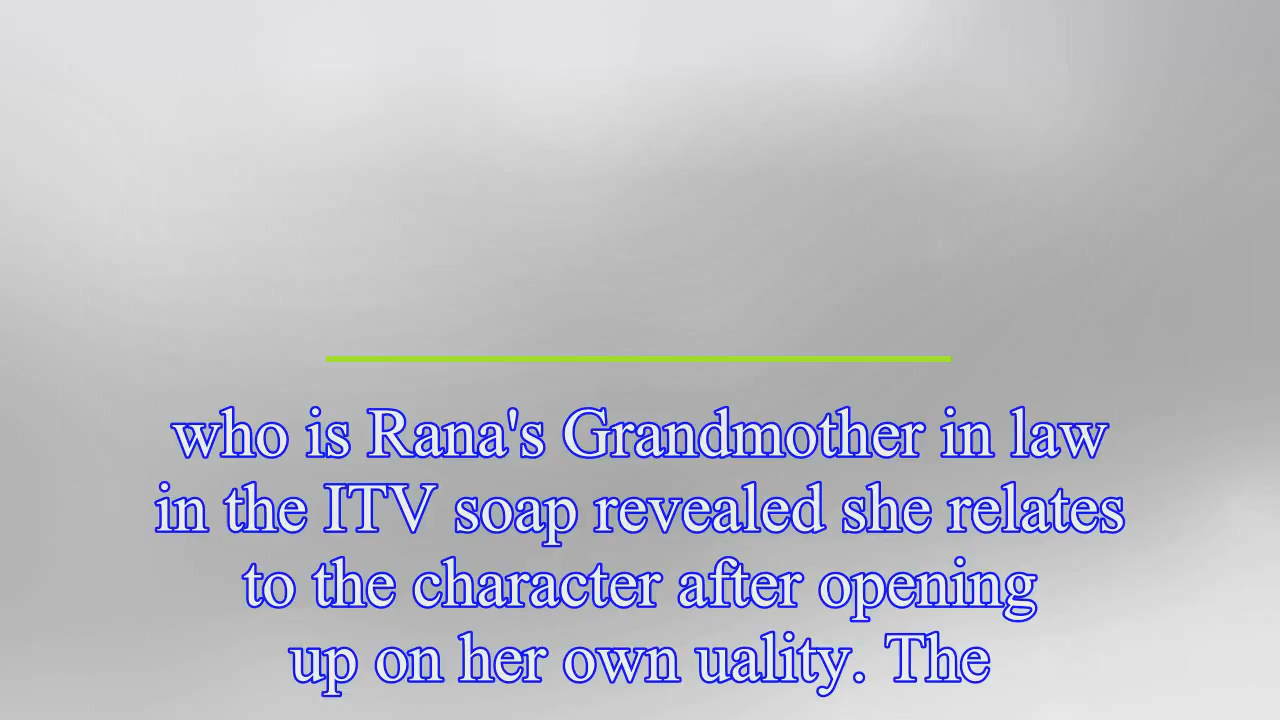 who is Rana's Grandmother in law
in the ITV soap revealed she relates
to the character after opening
up on her own uality. The